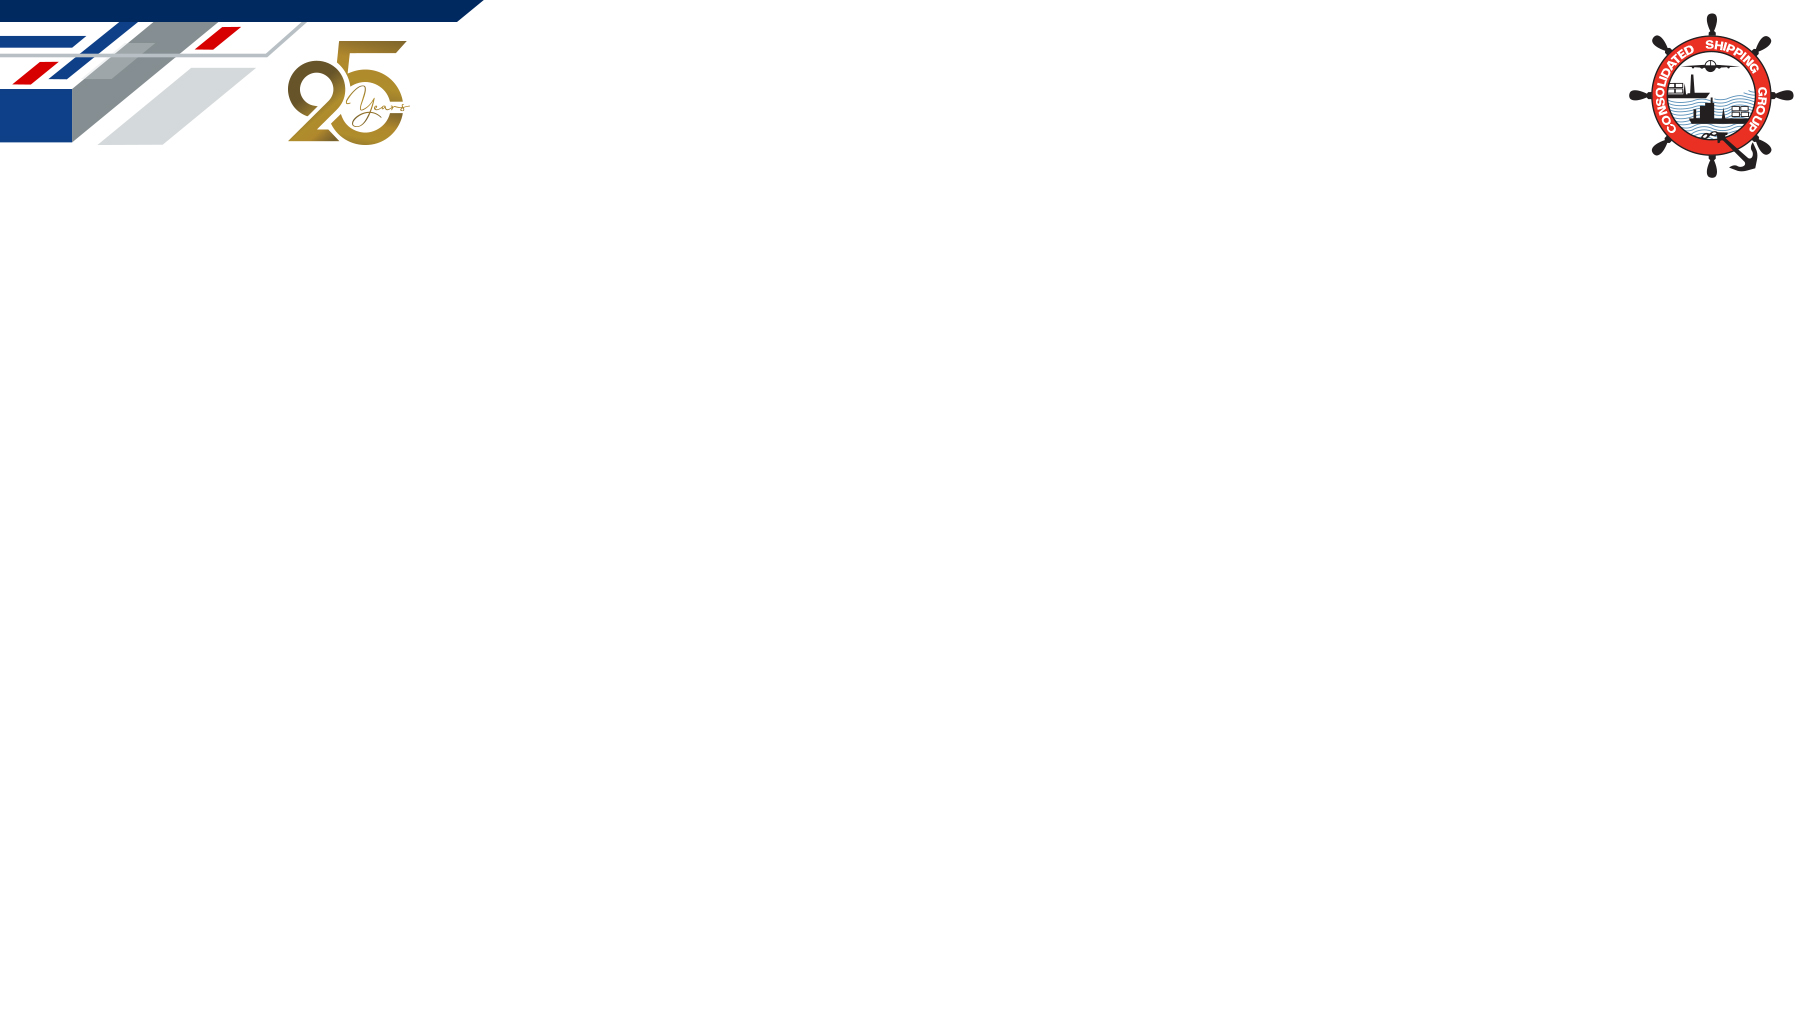 25
Years
CONSOLIDATED SHIPPING GROUP